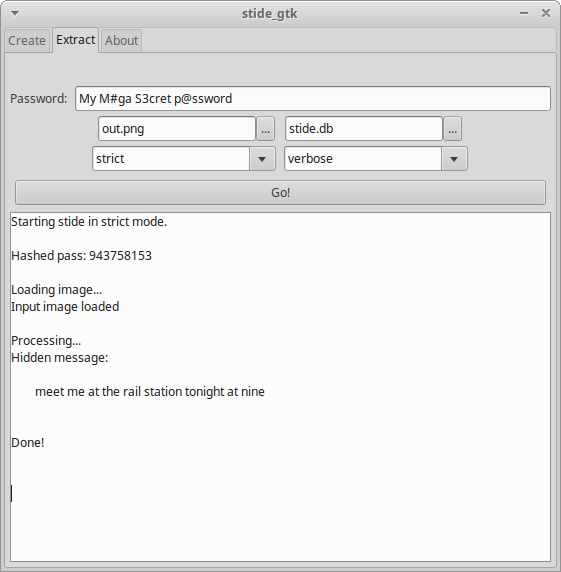 stide_gtk
Create Extract About
Password: My M#ga S3cret p@ssword
out.png ... stide.db ...
strict verbose
Go!
Starting stide in strict mode.
Hashed pass: 943758153
Loading image...
Input image loaded
Processing...
Hidden message:
meet me at the rail station tonight at nine
Done!